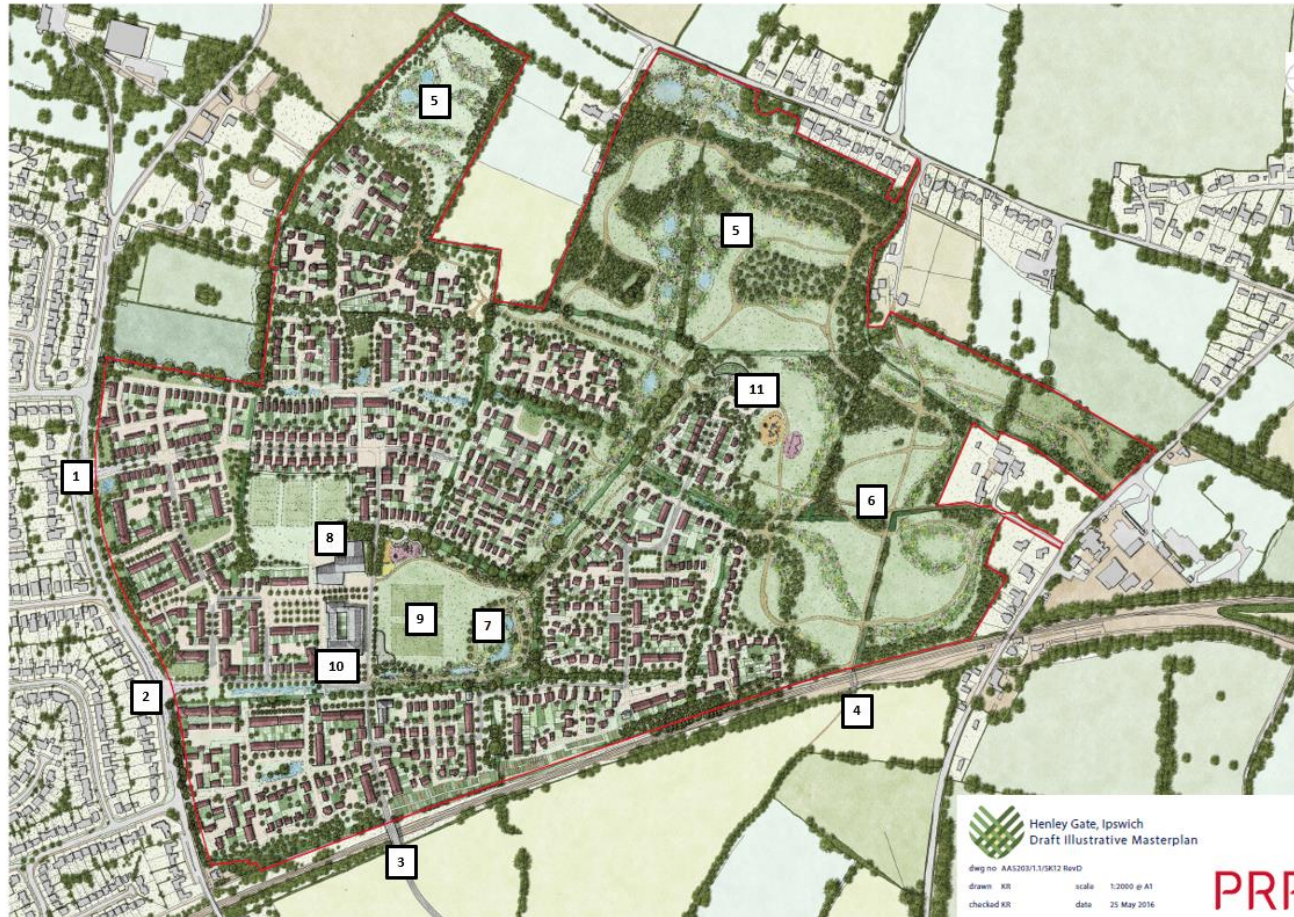 5
5
11
1
6
8
9
7
10
2
4
3
Henley Gate, Ipswich
Draft Illustrative Masterplan
dwg no AA5203/1.1/SK12 RevD
drawn KR scale 1:2000 @ A1
checked KR date 25 May 2016
PRP